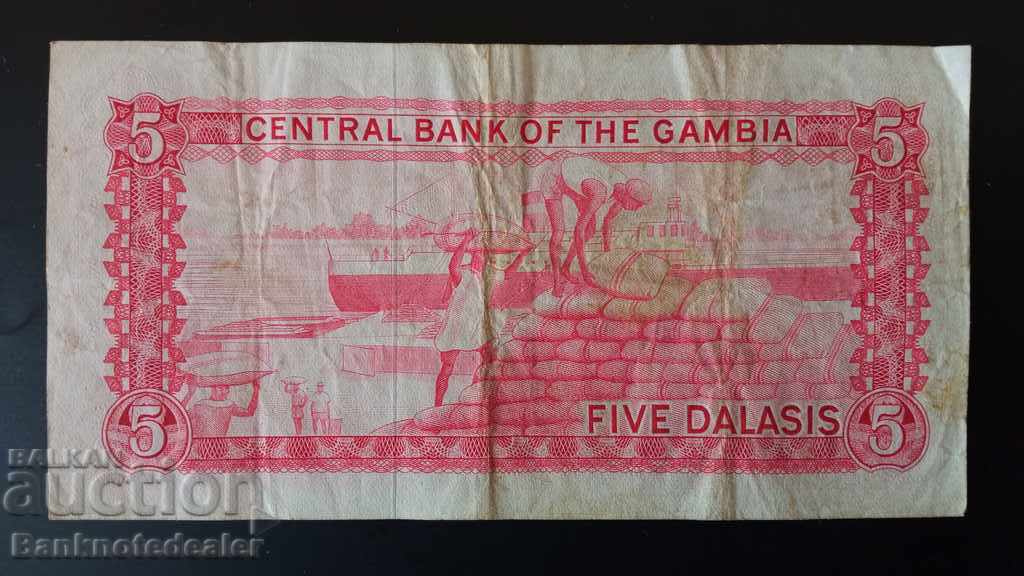 5 CENTRAL BANK OF THE GAMBIA 5
5 FIVE DALASIS 5
BALKAN
auction
Banknotedealer